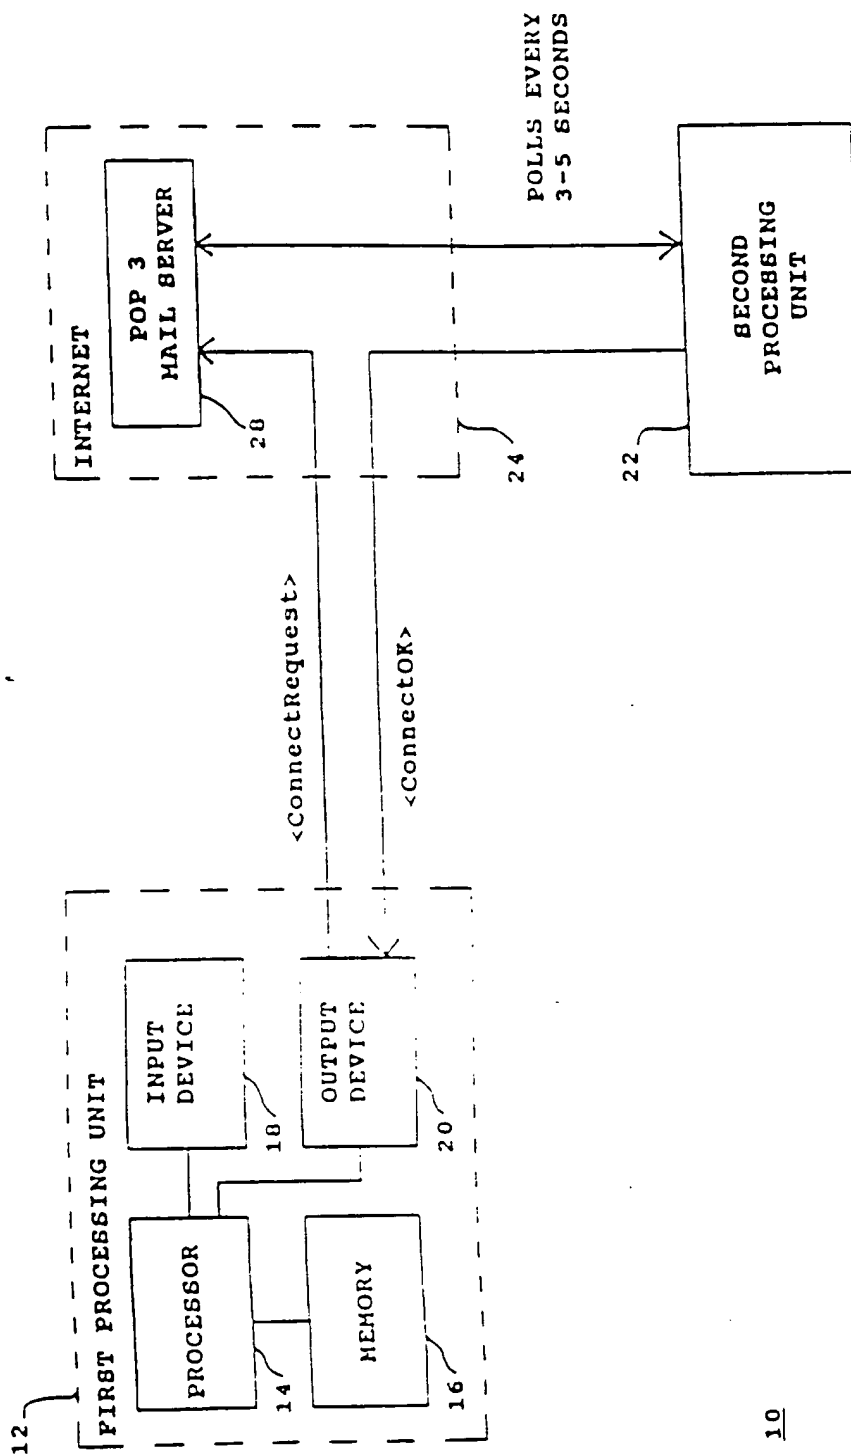 12
FIRST PROCESSING UNIT
PROCESSOR
14
INPUT
DEVICE
18
MEMORY
16
OUTPUT
DEVICE
20
<ConnectRequest>
<ConnectOK>
INTERNET
POP 3
MAIL SERVER
28
24
POLLS EVERY
3-5 SECONDS
22
SECOND
PROCESSING
UNIT
10